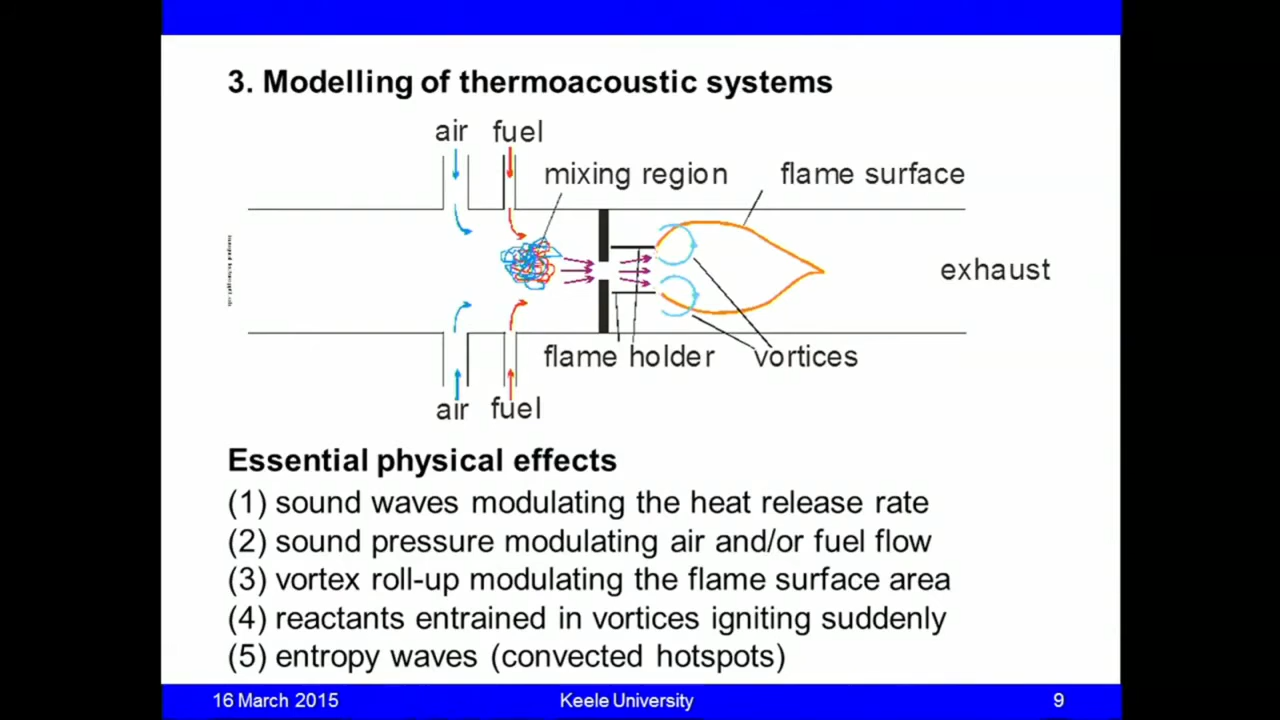 3. Modelling of thermoacoustic systems
air fuel
mixing region
flame surface
exhaust
flame holder
vortices
air fuel
Essential physical effects
(1) sound waves modulating the heat release rate
(2) sound pressure modulating air and/or fuel flow
(3) vortex roll-up modulating the flame surface area
(4) reactants entrained in vortices igniting suddenly
(5) entropy waves (convected hotspots)
16 March 2015
Keele University
9